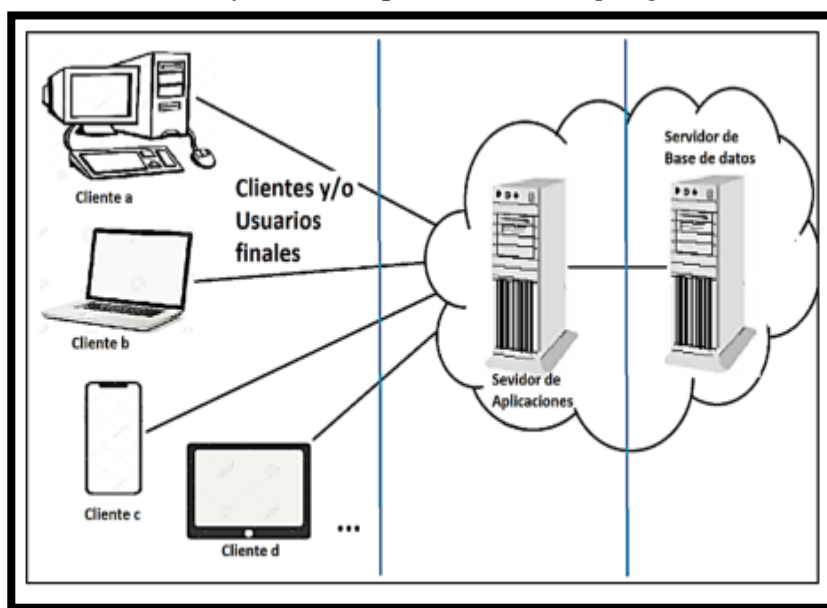 Cliente a
Clientes y/o
Usuarios
finales
Cliente b
Cliente c
Cliente d
...
Sevidor de
Aplicaciones
Servidor de
Base de datos